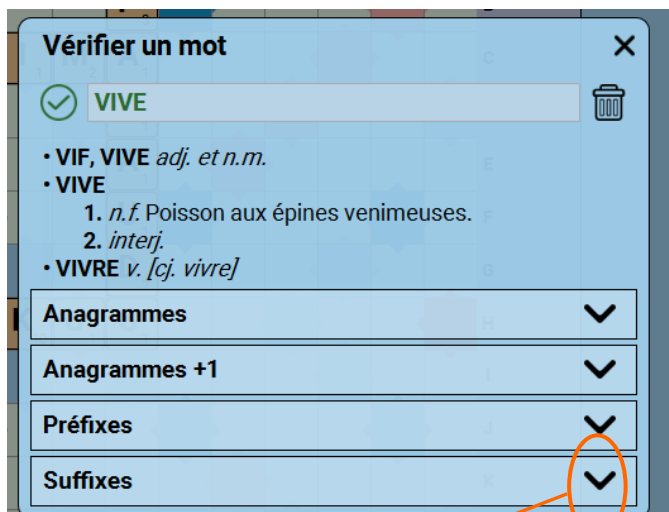 Vérifier un mot
VIVE
• VIF, VIVE adj. et n.m.
• VIVE
1. n.f. Poisson aux épines venimeuses.
2. interj.
• VIVRE v. [cj. vivre]
Anagrammes
Anagrammes +1
Préfixes
Suffixes